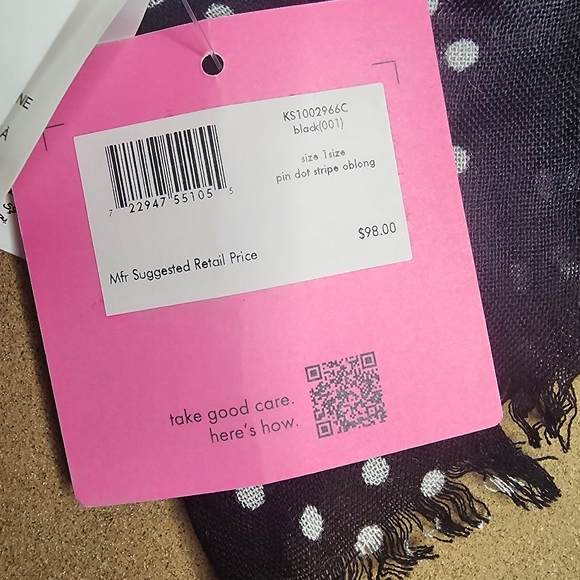 NE
À
KS1002966C
black(001)
size 1size
pin dot stripe oblong
7 22947 55105 5
$98.00
Mfr Suggested Retail Price
take good care.
here's how.